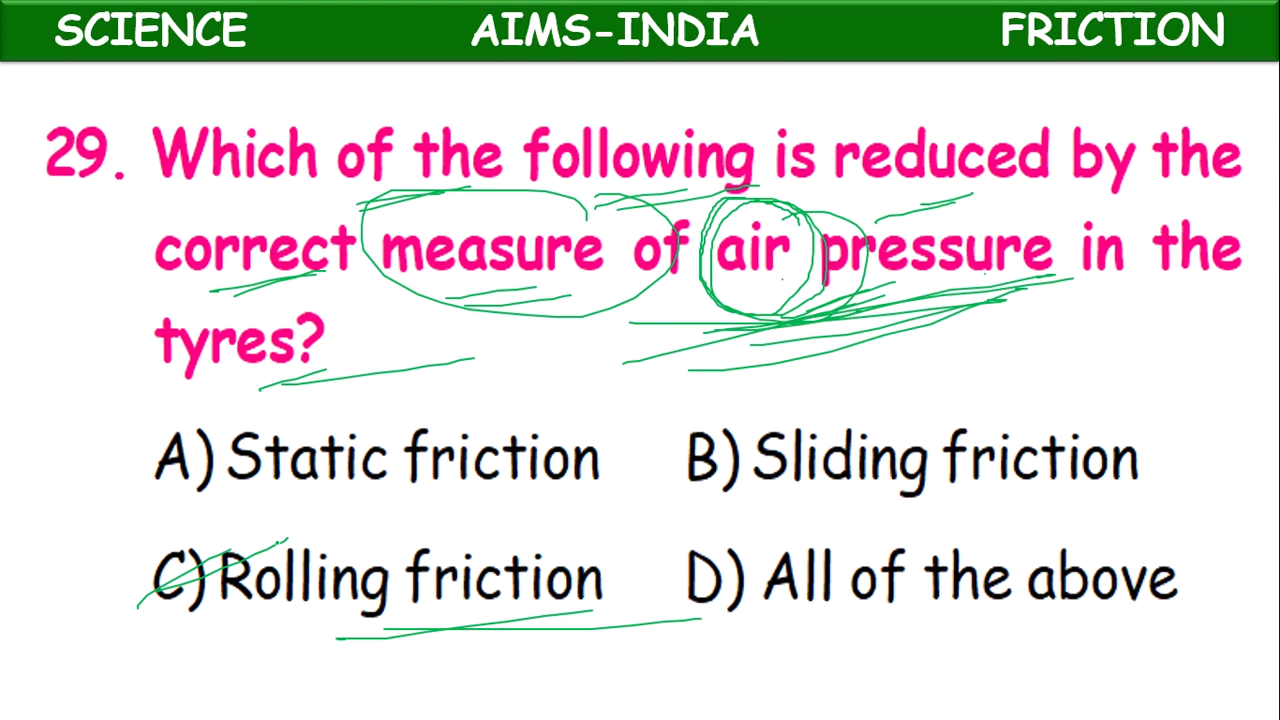 SCIENCE AIMS-INDIA FRICTION
29. Which of the following is reduced by the
correct measure of air pressure in the
tyres?
A) Static friction B) Sliding friction
C) Rolling friction D) All of the above